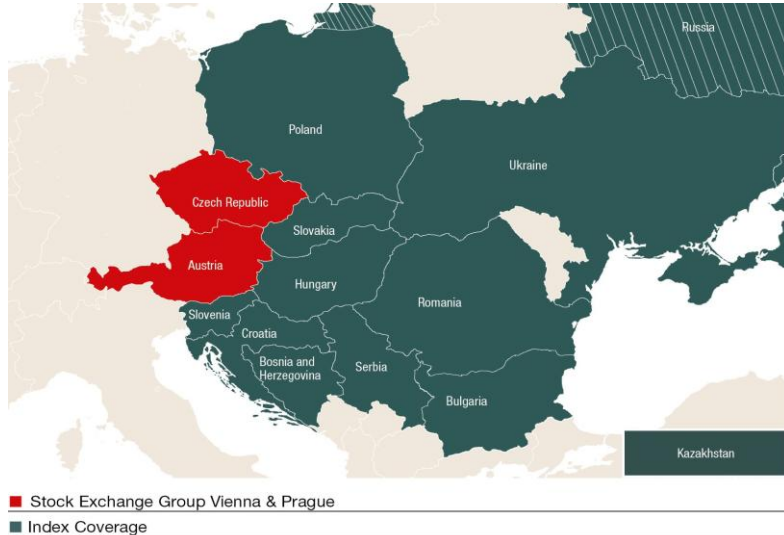 Russia
Poland
Ukraine
Czech Republic
Slovakia
Austria
Hungary
Romania
Slovenia
Croatia
Bosnia and
Herzegovina
Serbia
Bulgaria
Kazakhstan
Stock Exchange Group Vienna & Prague
Index Coverage